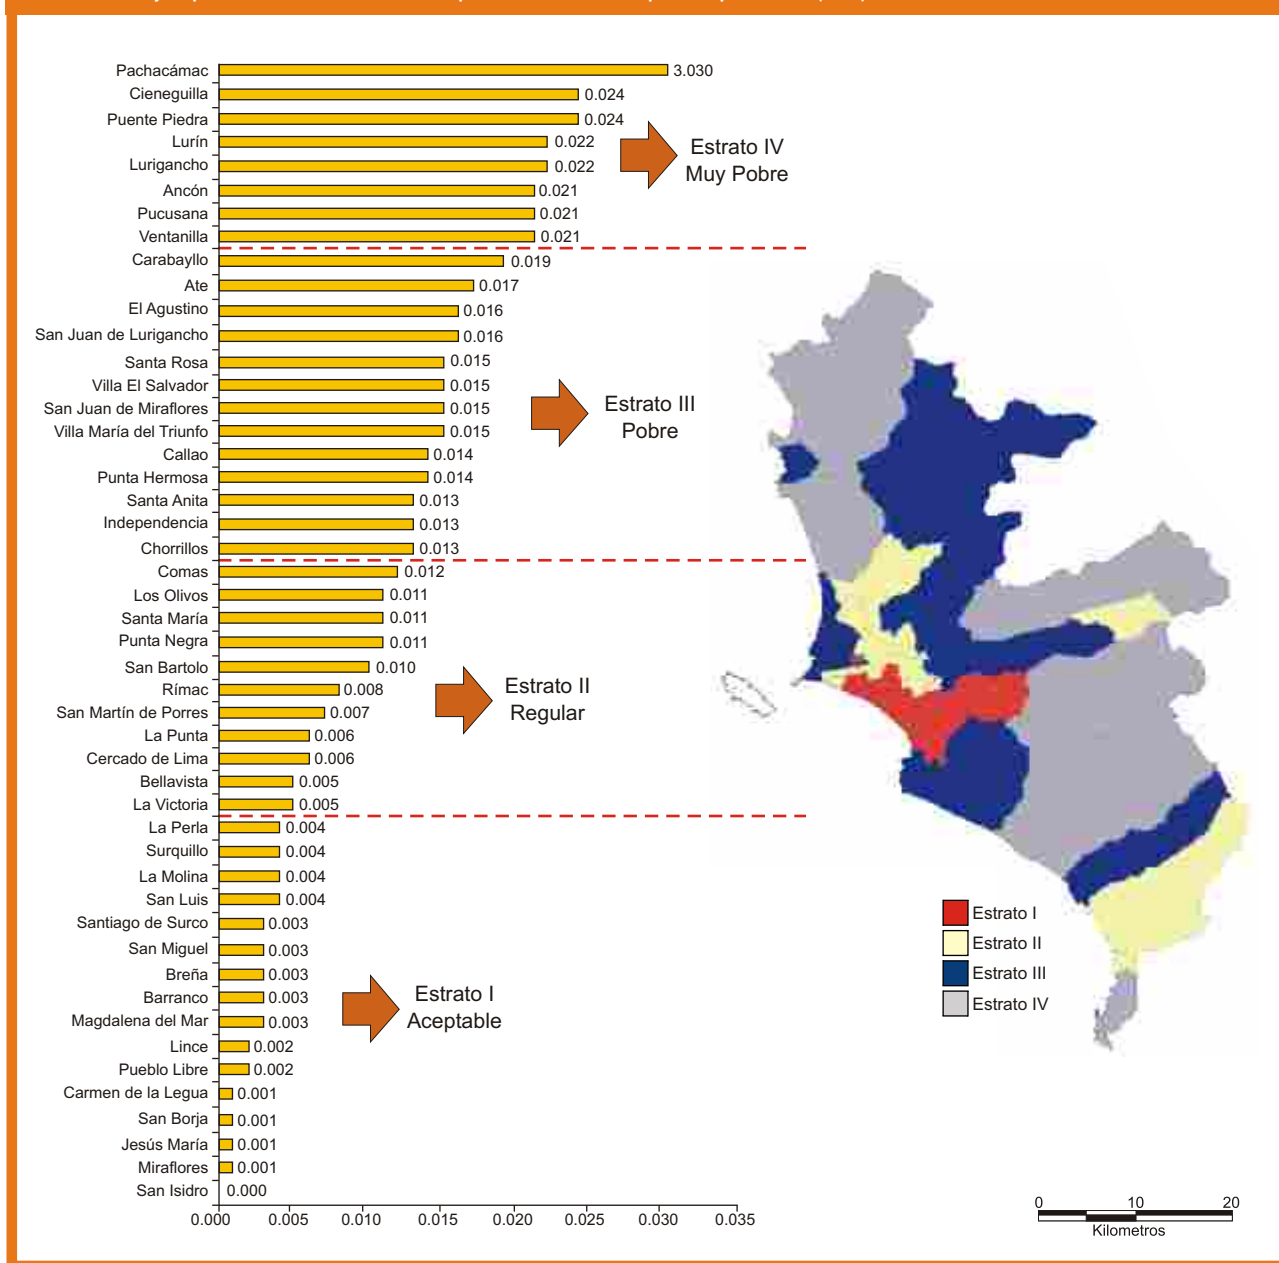 Pachacámac 3.030
Cieneguilla 0.024
Puente Piedra 0.024
Lurín 0.022
Lurigancho 0.022
Ancón 0.021
Pucusana 0.021
Ventanilla 0.021
Estrato IV
Muy Pobre
Carabayllo 0.019
Ate 0.017
El Agustino 0.016
San Juan de Lurigancho 0.016
Santa Rosa 0.015
Villa El Salvador 0.015
San Juan de Miraflores 0.015
Villa María del Triunfo 0.015
Callao 0.014
Punta Hermosa 0.014
Santa Anita 0.013
Independencia 0.013
Chorrillos 0.013
Estrato III
Pobre
Comas 0.012
Los Olivos 0.011
Santa María 0.011
Punta Negra 0.011
San Bartolo 0.010
Rímac 0.008
San Martín de Porres 0.007
La Punta 0.006
Cercado de Lima 0.006
Bellavista 0.005
La Victoria 0.005
Estrato II
Regular
La Perla 0.004
Surquillo 0.004
La Molina 0.004
San Luis 0.004
Santiago de Surco 0.003
San Miguel 0.003
Breña 0.003
Barranco 0.003
Magdalena del Mar 0.003
Lince 0.002
Pueblo Libre 0.002
Carmen de la Legua 0.001
San Borja 0.001
Jesús María 0.001
Miraflores 0.001
San Isidro 0.000
Estrato I
Aceptable
0.000 0.005 0.010 0.015 0.020 0.025 0.030 0.035
Estrato I
Estrato II
Estrato III
Estrato IV
0 10 20
Kilometros